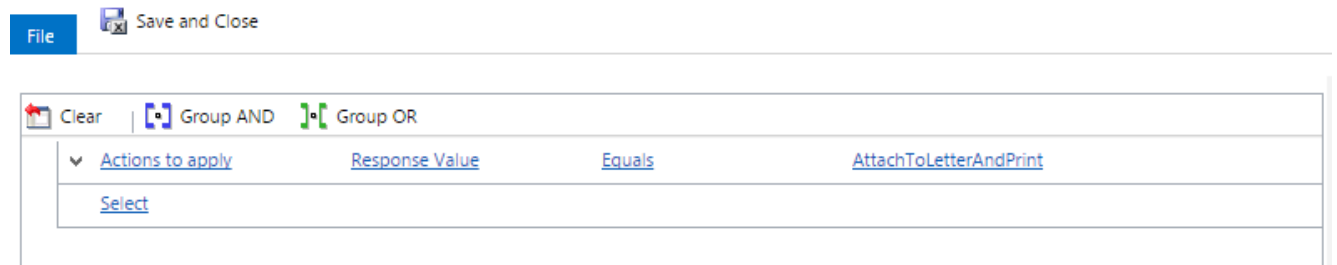 File Save and Close
Clear Group AND Group OR
Actions to apply Response Value Equals AttachToLetterAndPrint
Select